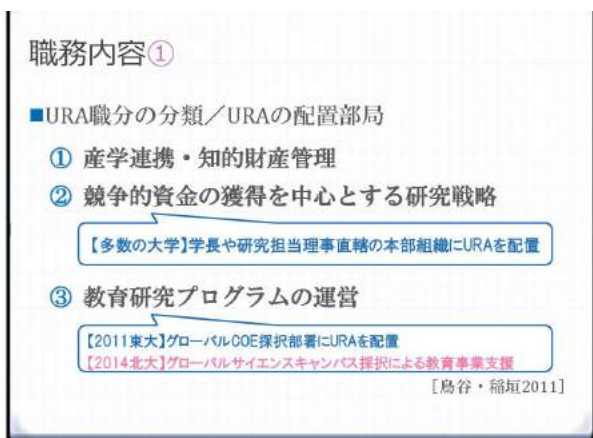 職務内容①
■URA職分の分類／URAの配置部局
① 産学連携・知的財産管理
② 競争的資金の獲得を中心とする研究戦略
【多数の大学】学長や研究担当理事直轄の本部組織にURAを配置
③ 教育研究プログラムの運営
【2011東大】グローバルCOE採択部署にURAを配置
【2014北大】グローバルサイエンスキャンパス採択による教育事業支援
[鳥谷・稲垣2011]